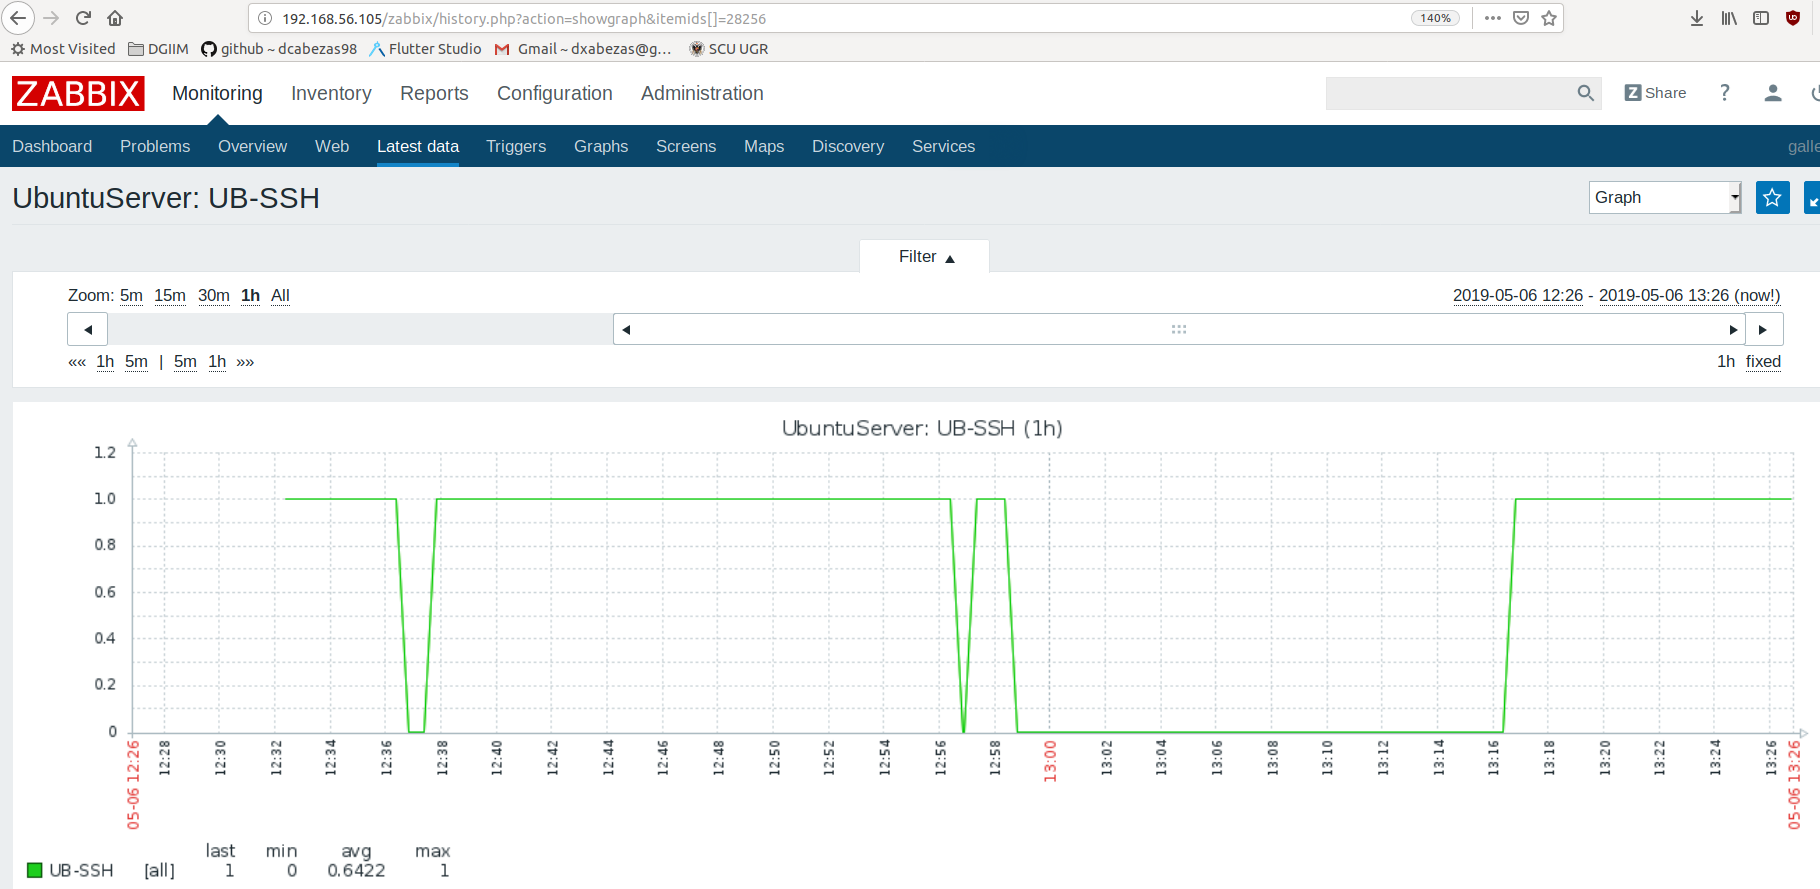 192.168.56.105/zabbix/history.php?action=showgraph&itemids[]=28256 140%
Most Visited DGIIM github ~ dcabezas98 Flutter Studio Gmail ~ dxabezas@g... SCU UGR
ZABBIX Monitoring Inventory Reports Configuration Administration Z Share ?
Dashboard Problems Overview Web Latest data Triggers Graphs Screens Maps Discovery Services galle
UbuntuServer: UB-SSH Graph
Filter ▲
Zoom: 5m 15m 30m 1h All 2019-05-06 12:26 - 2019-05-06 13:26 (now!)
«« 1h 5m | 5m 1h »» 1h fixed
UbuntuServer: UB-SSH (1h)
1.2
1.0
0.8
0.6
0.4
0.2
0
05-06 12:26 12:28 12:30 12:32 12:34 12:36 12:38 12:40 12:42 12:44 12:46 12:48 12:50 12:52 12:54 12:56 12:58 13:00 13:02 13:04 13:06 13:08 13:10 13:12 13:14 13:16 13:18 13:20 13:22 13:24 13:26 05-06 13:26
last min avg max
UB-SSH [all] 1 0 0.6422 1